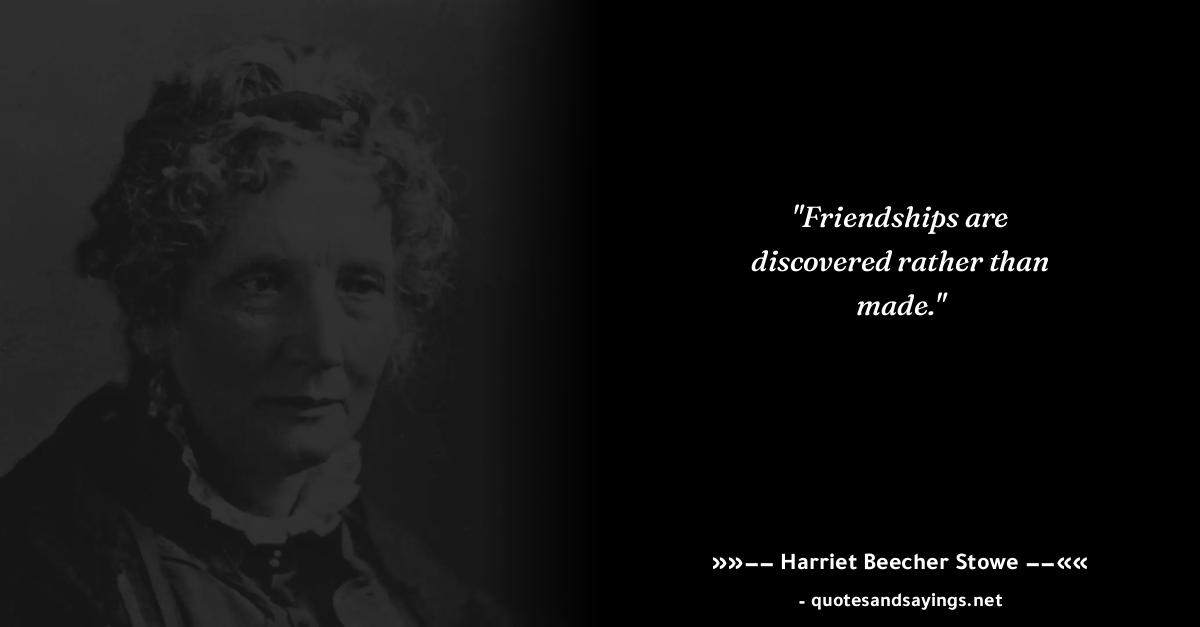 "Friendships are
discovered rather than
made."
»»—— Harriet Beecher Stowe ——««
- quotesandsayings.net